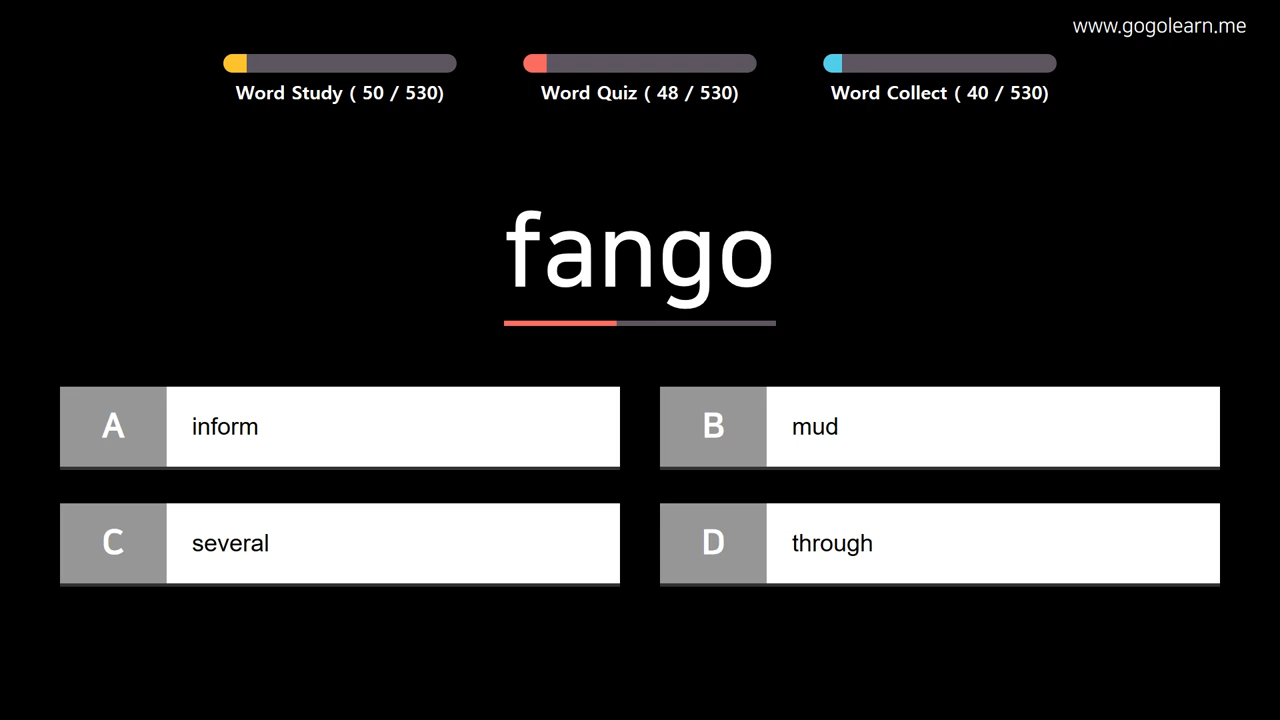 www.gogolearn.me
Word Study ( 50 / 530)
Word Quiz ( 48 / 530)
Word Collect ( 40 / 530)
fango
A inform
B mud
C several
D through